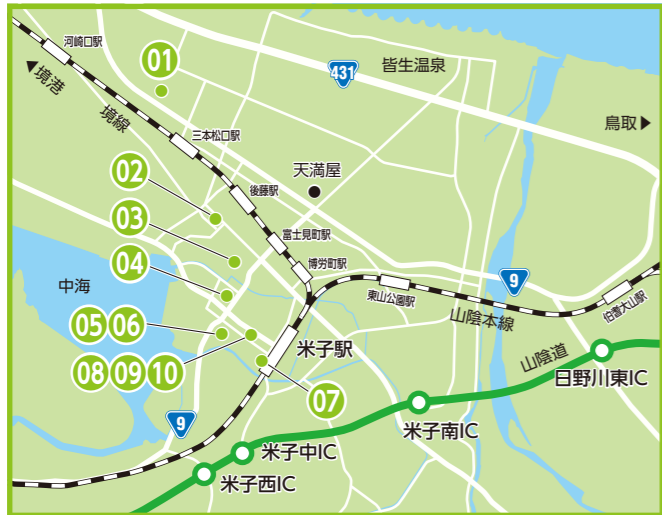 河崎口駅
01
431
皆生温泉
◀境港
境線
鳥取▶
三本松口駅
天満屋
02
後藤駅
03
富士見町駅
04
博労町駅
中海
9
東山公園駅
伯耆大山駅
山陰本線
05 06
米子駅
山陰道
08 09 10
日野川東IC
07
米子南IC
9
米子中IC
米子西IC